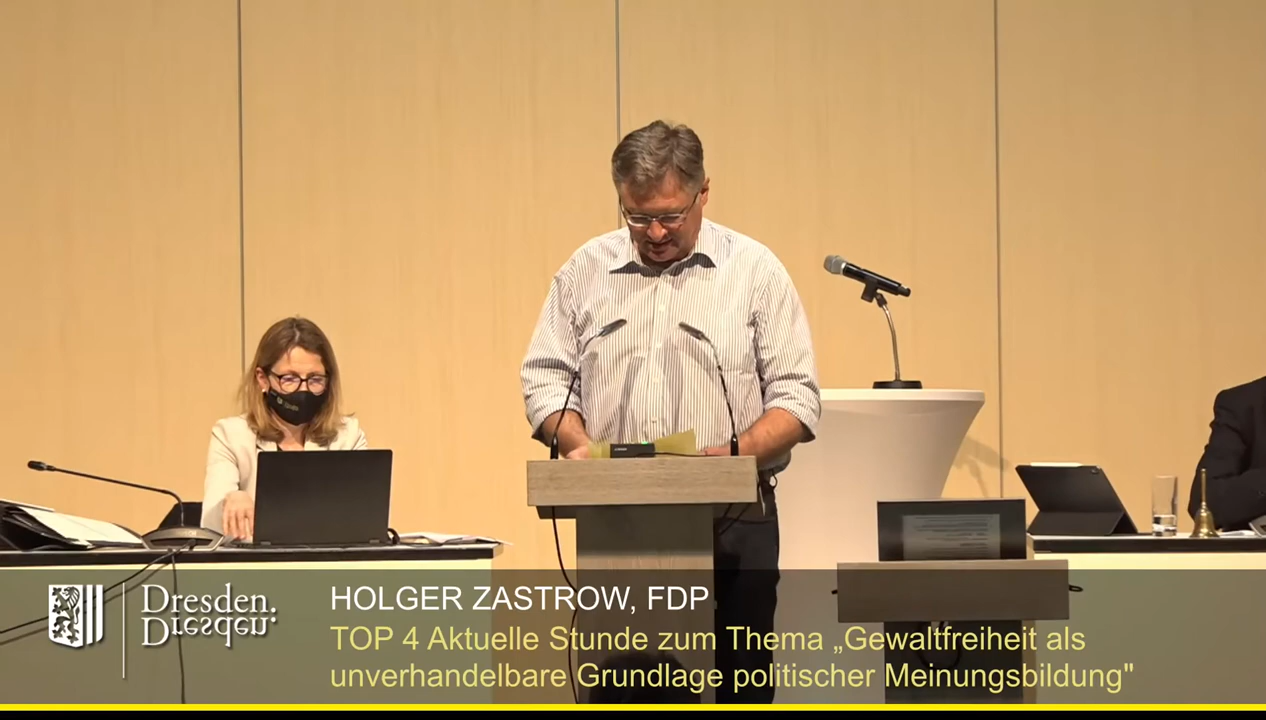 Dresden.
Dresden.
HOLGER ZASTROW, FDP
TOP 4 Aktuelle Stunde zum Thema „Gewaltfreiheit als
unverhandelbare Grundlage politischer Meinungsbildung"